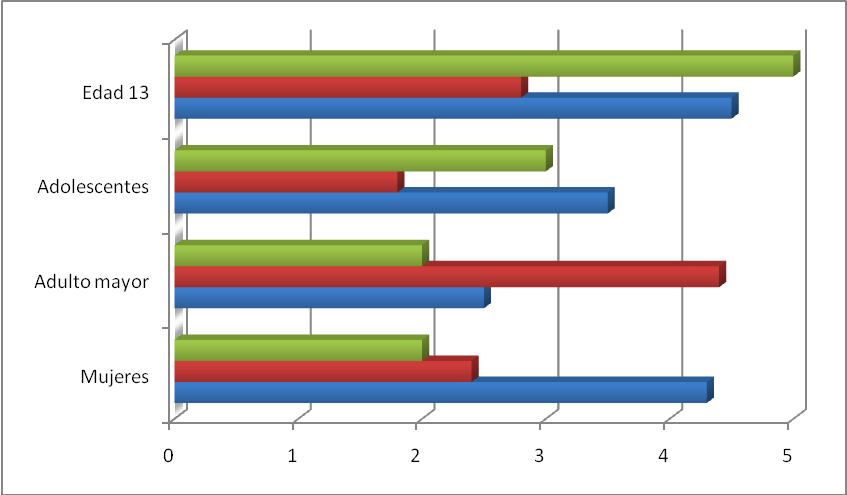 Edad 13
Adolescentes
Adulto mayor
Mujeres
0 1 2 3 4 5